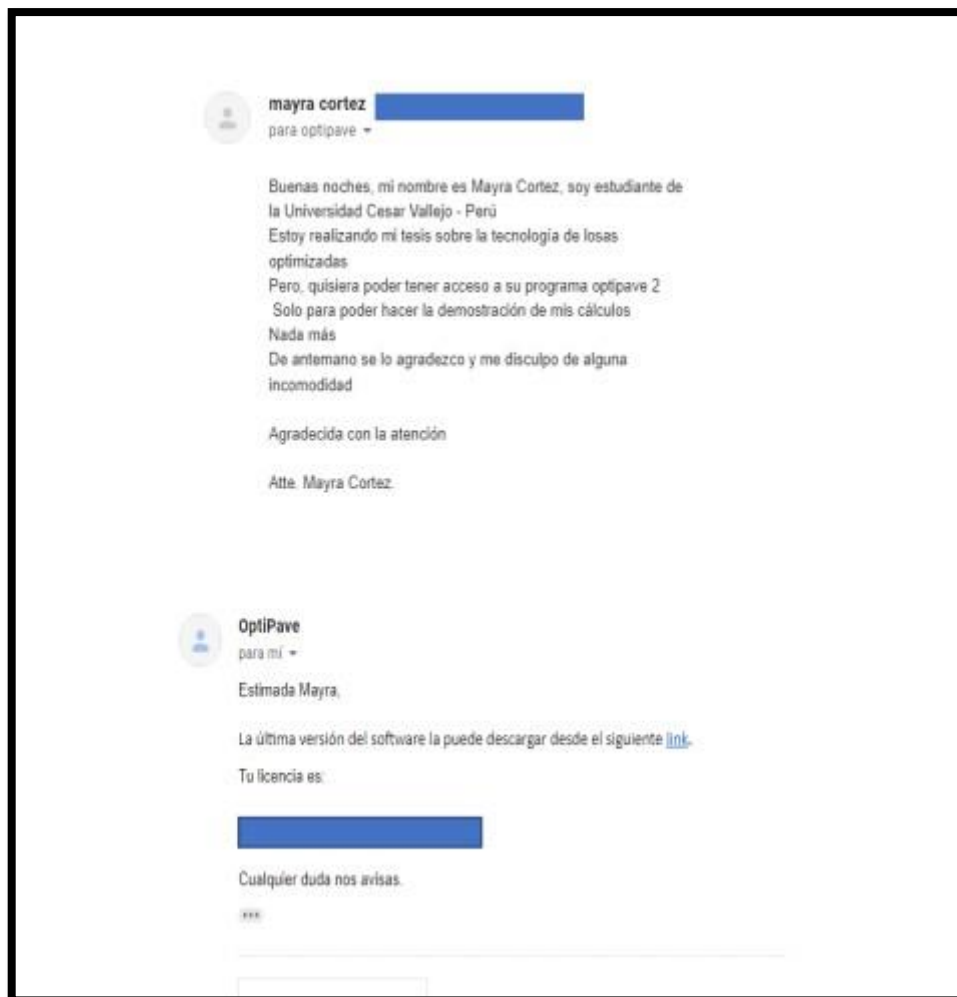 mayra cortez
para optipave
Buenas noches, mi nombre es Mayra Cortez, soy estudiante de
la Universidad Cesar Vallejo - Perú
Estoy realizando mi tesis sobre la tecnología de losas
optimizadas
Pero, quisiera poder tener acceso a su programa optipave 2
Solo para poder hacer la demostración de mis cálculos
Nada más
De antemano se lo agradezco y me disculpo de alguna
incomodidad
Agradecida con la atención
Atte. Mayra Cortez.
OptiPave
para mí
Estimada Mayra,
La última versión del software la puede descargar desde el siguiente link.
Tu licencia es:
Cualquier duda nos avisas.